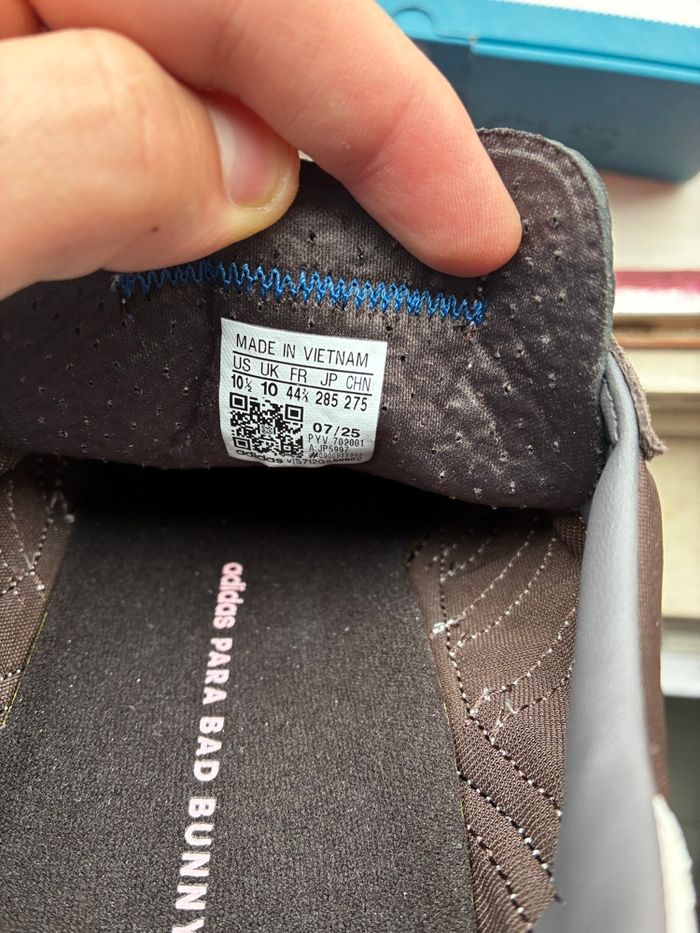 MADE IN VIETNAM
US UK FR JP CHN
10½ 10 44⅔ 285 275
07/25
PYV 702001
A.JP5997
adidas
adidas PARA BAD BUNNY